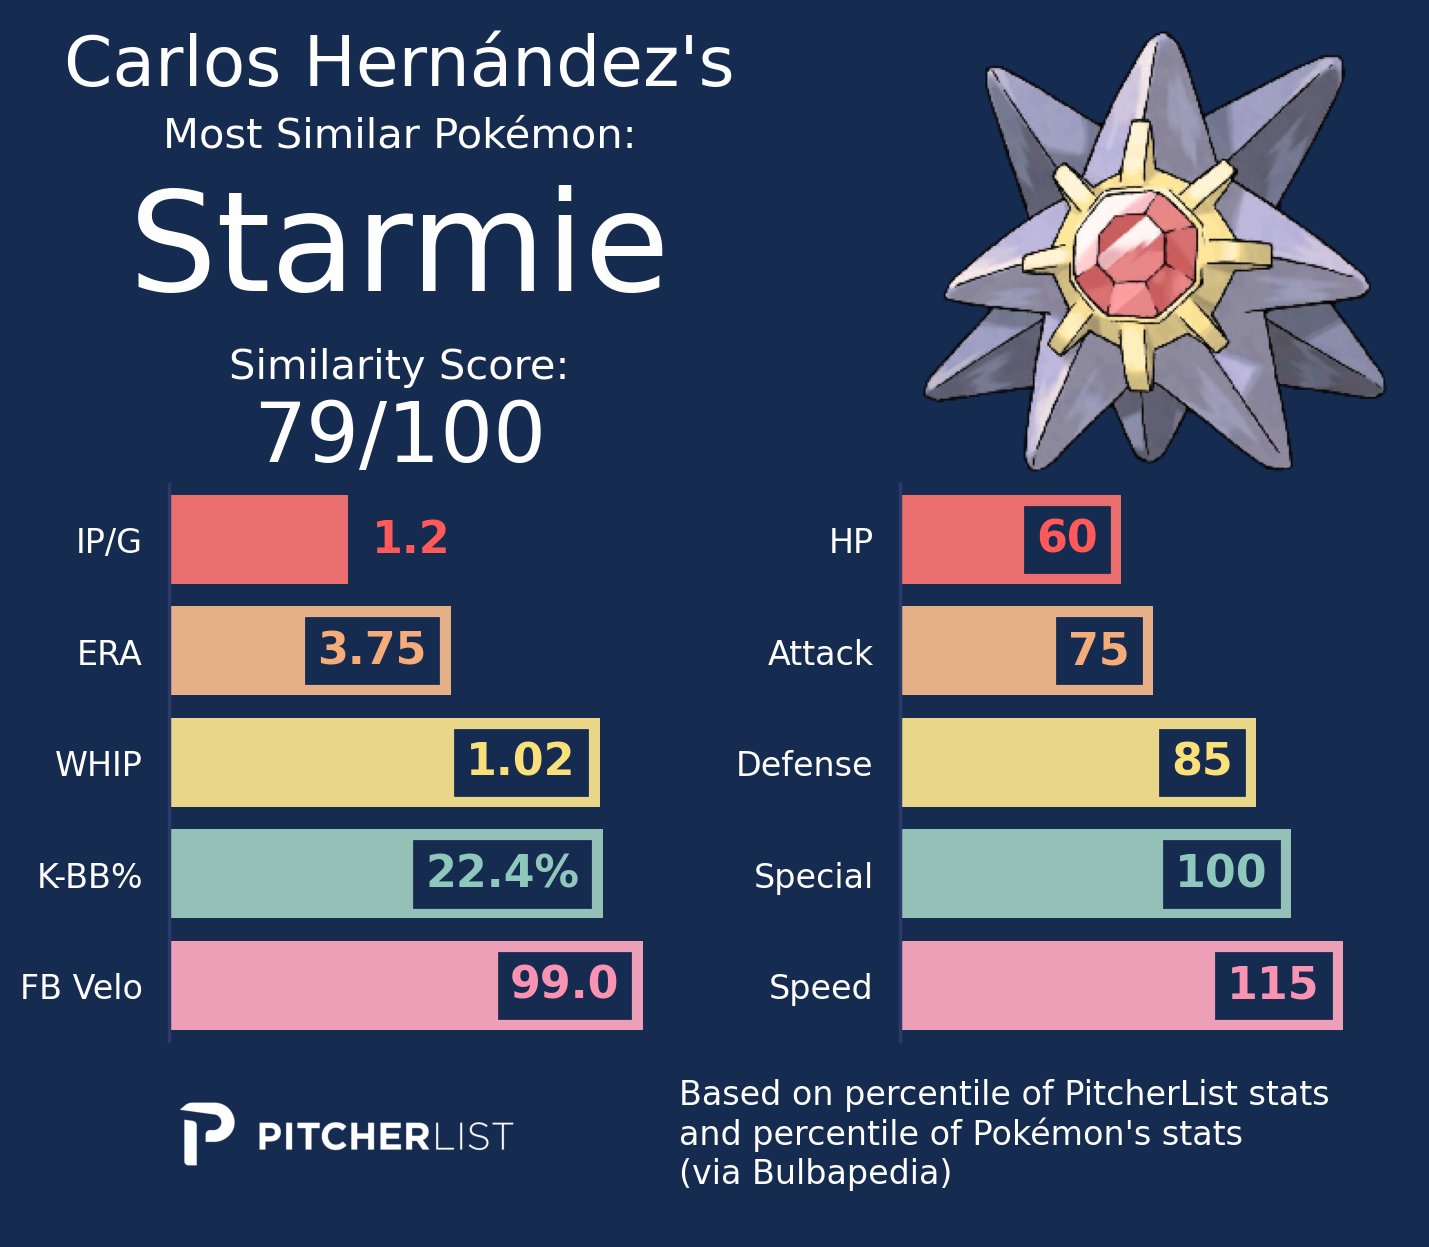 Carlos Hernández's
Most Similar Pokémon:
Starmie
Similarity Score:
79/100
IP/G 1.2
ERA 3.75
WHIP 1.02
K-BB% 22.4%
FB Velo 99.0
HP 60
Attack 75
Defense 85
Special 100
Speed 115
PITCHERLIST
Based on percentile of PitcherList stats
and percentile of Pokémon's stats
(via Bulbapedia)